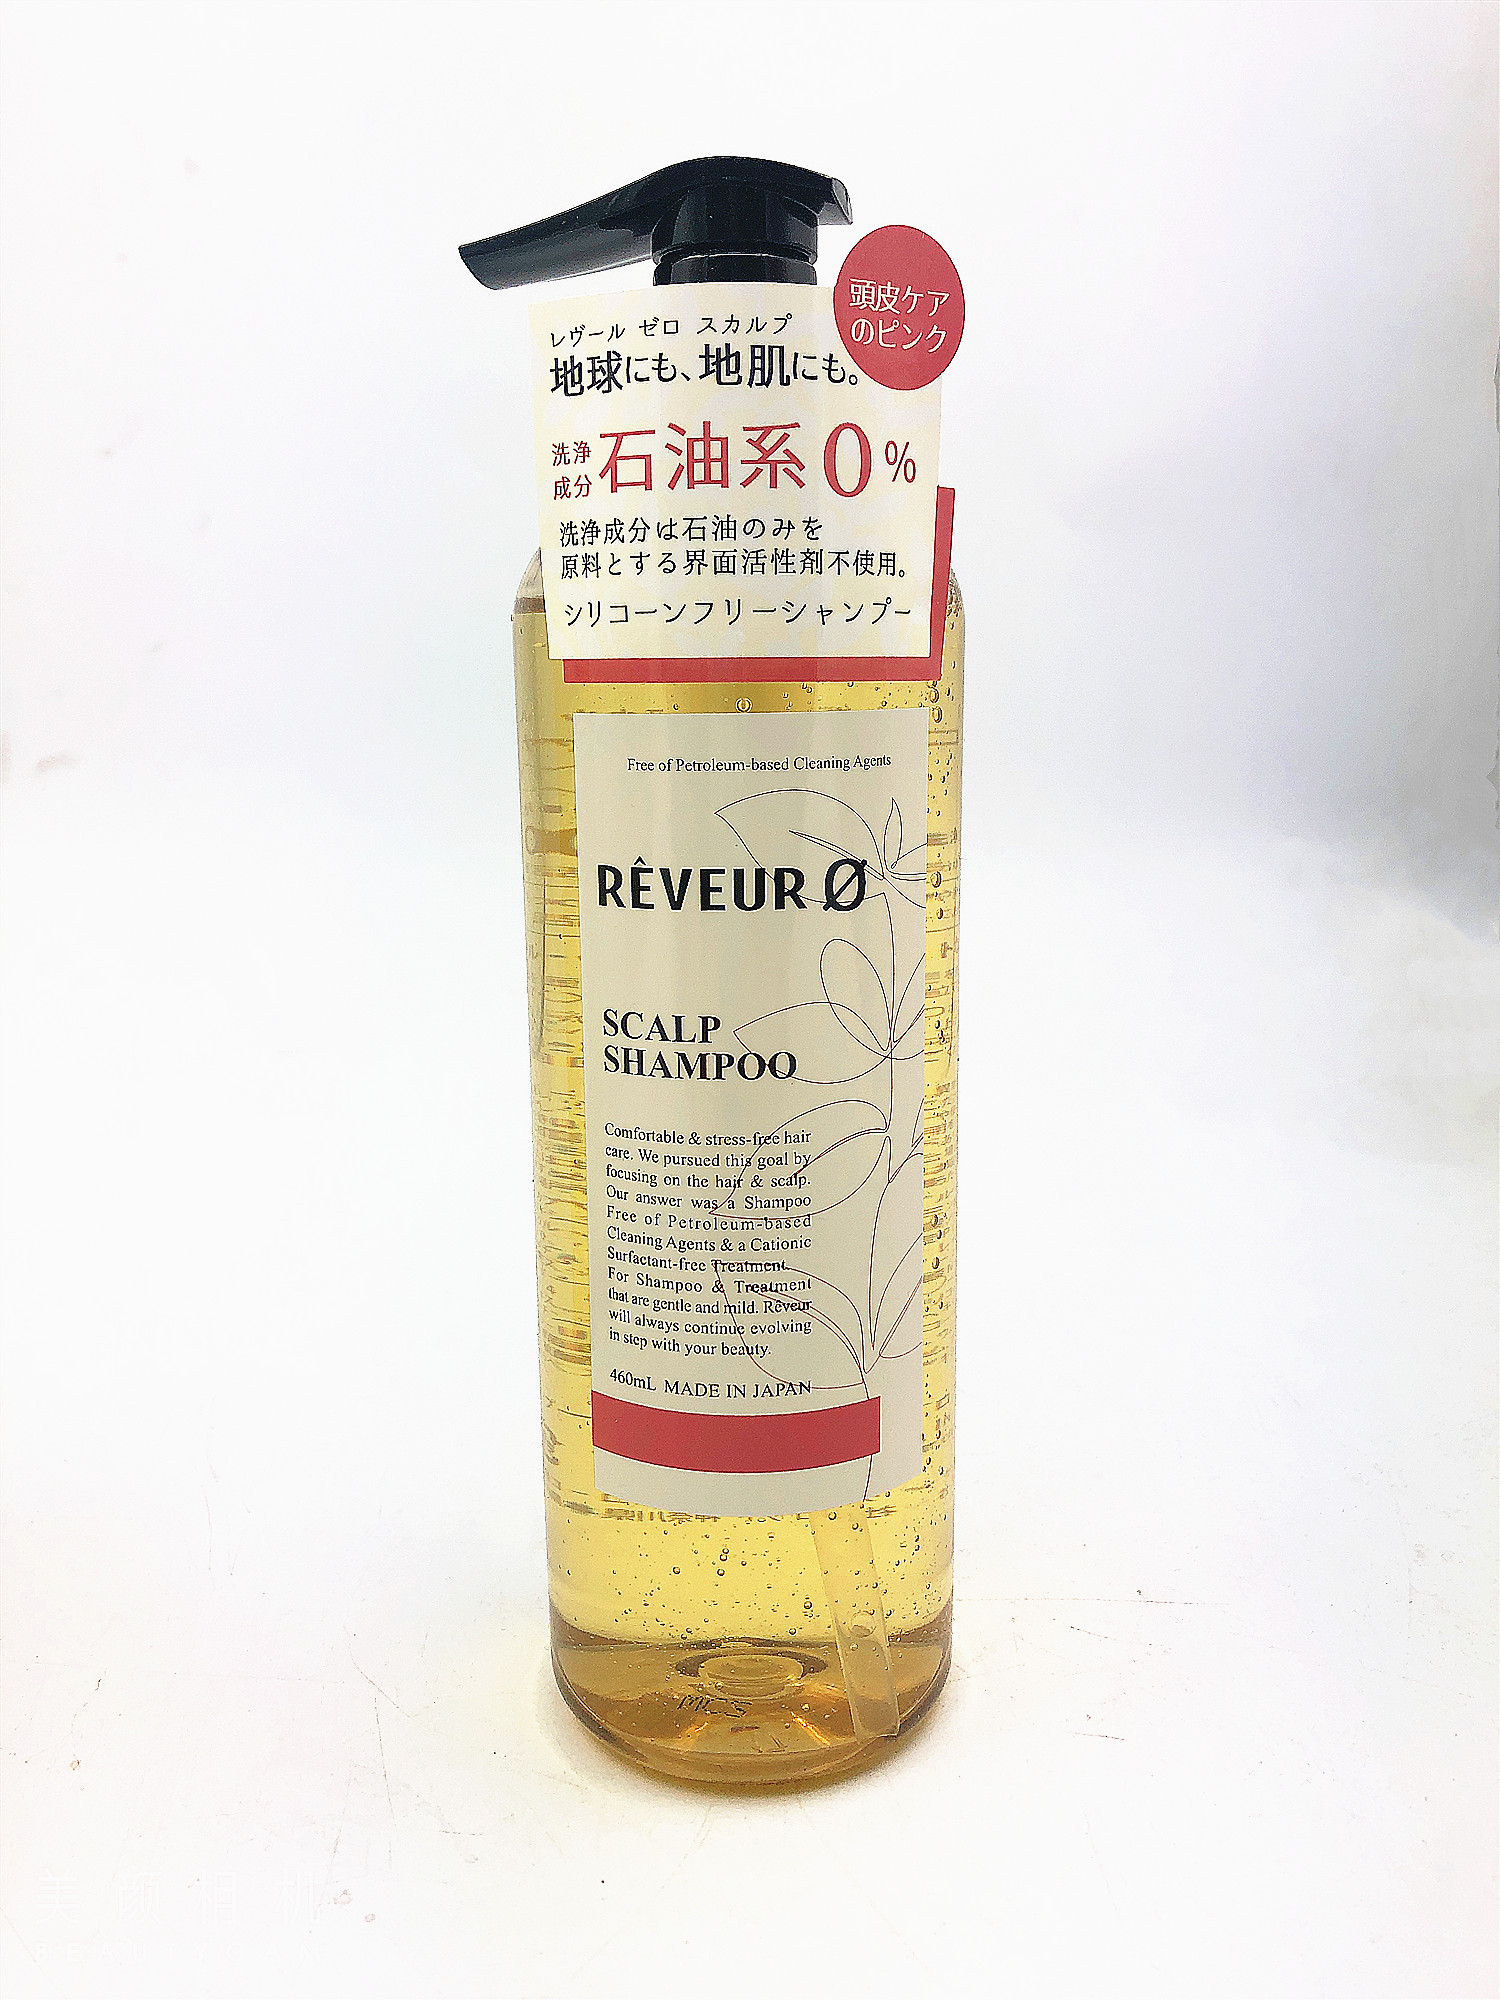 頭皮ケア
のピンク
レヴール ゼロ スカルプ
地球にも、地肌にも。
洗浄
成分
石油系0%
洗浄成分は石油のみを
原料とする界面活性剤不使用。
シリコーンフリーシャンプー
Free of Petroleum-based Cleaning Agents
RÊVEUR Ø
SCALP
SHAMPOO
Comfortable & stress-free hair
care. We pursued this goal by
focusing on the hair & scalp.
Our answer was a Shampoo
Free of Petroleum-based
Cleaning Agents & a Cationic
Surfactant-free Treatment.
For Shampoo & Treatment
that are gentle and mild. Rêveur
will always continue evolving
in step with your beauty.
460mL MADE IN JAPAN
MCS
美颜相机